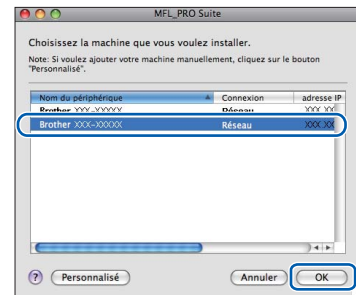 MFL_PRO Suite
Choisissez la machine que vous voulez installer.
Note: Si voulez ajouter votre machine manuellement, cliquez sur le bouton
"Personnalisé".
Nom du périphérique Connexion adresse IP
Brother XXX-XXXXX Réseau XXX.XX
Brother XXX-XXXXX Réseau XXX.XX
? Personnalisé Annuler OK